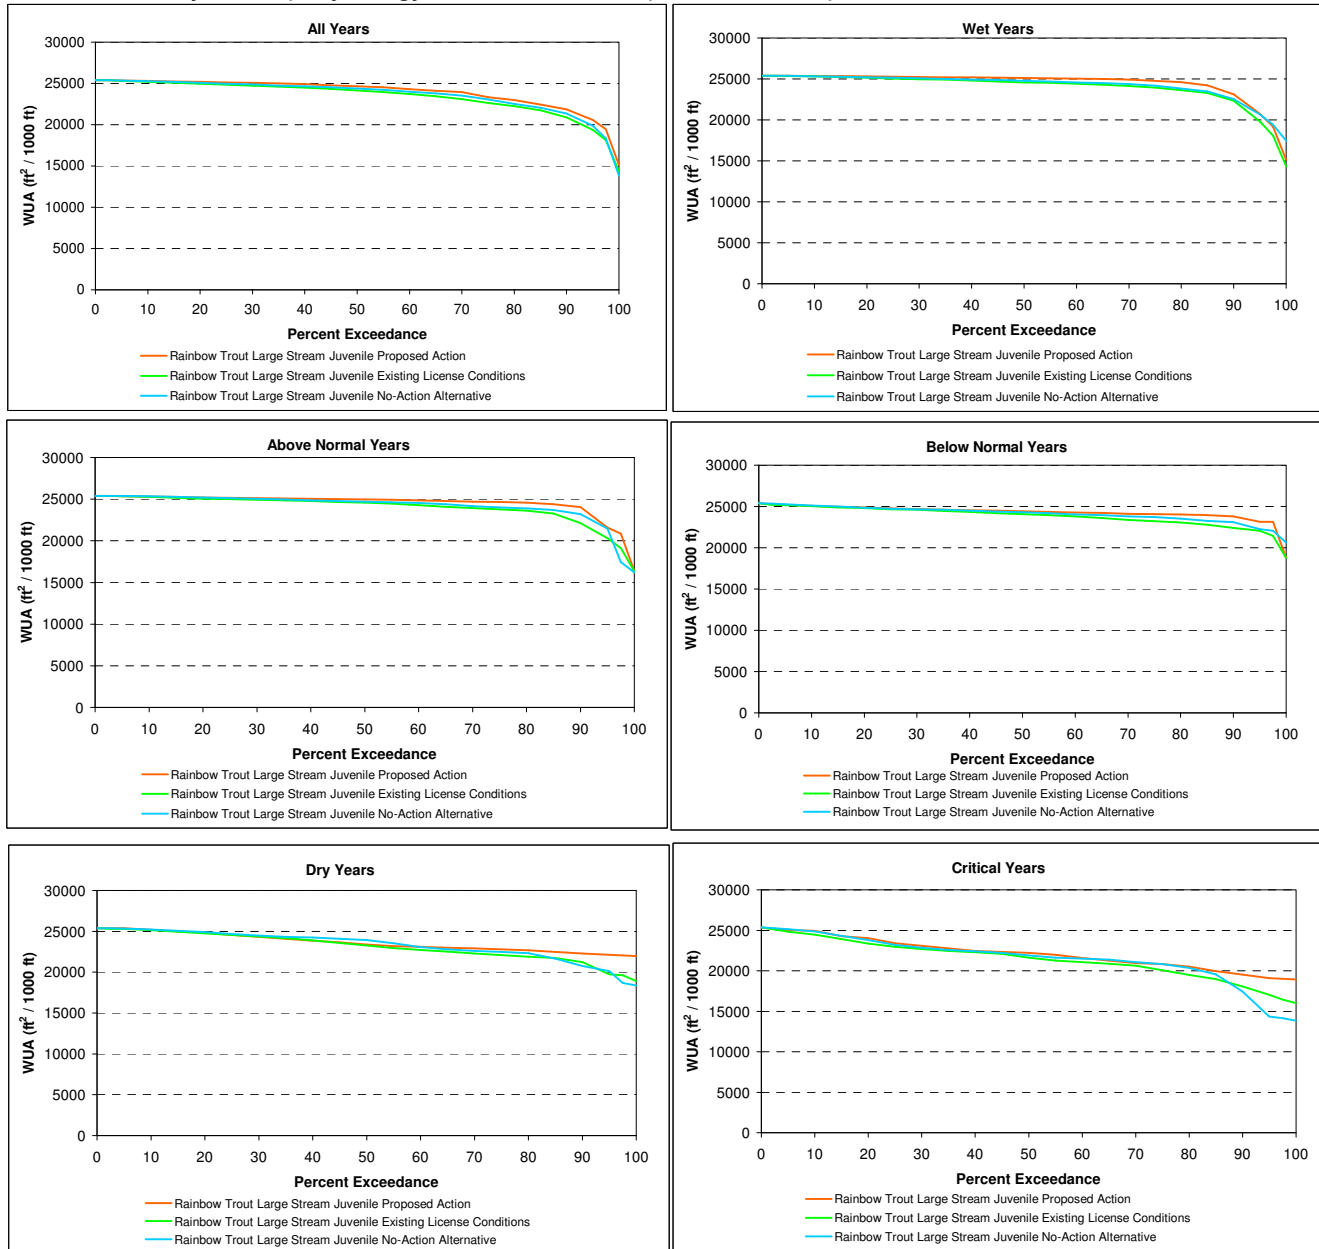 All Years
30000
25000
20000
15000
10000
5000
0
WUA (ft² / 1000 ft)
0 10 20 30 40 50 60 70 80 90 100
Percent Exceedance
Rainbow Trout Large Stream Juvenile Proposed Action
Rainbow Trout Large Stream Juvenile Existing License Conditions
Rainbow Trout Large Stream Juvenile No-Action Alternative
Wet Years
30000
25000
20000
15000
10000
5000
0
WUA (ft² / 1000 ft)
0 10 20 30 40 50 60 70 80 90 100
Percent Exceedance
Rainbow Trout Large Stream Juvenile Proposed Action
Rainbow Trout Large Stream Juvenile Existing License Conditions
Rainbow Trout Large Stream Juvenile No-Action Alternative
Above Normal Years
30000
25000
20000
15000
10000
5000
0
WUA (ft² / 1000 ft)
0 10 20 30 40 50 60 70 80 90 100
Percent Exceedance
Rainbow Trout Large Stream Juvenile Proposed Action
Rainbow Trout Large Stream Juvenile Existing License Conditions
Rainbow Trout Large Stream Juvenile No-Action Alternative
Below Normal Years
30000
25000
20000
15000
10000
5000
0
WUA (ft² / 1000 ft)
0 10 20 30 40 50 60 70 80 90 100
Percent Exceedance
Rainbow Trout Large Stream Juvenile Proposed Action
Rainbow Trout Large Stream Juvenile Existing License Conditions
Rainbow Trout Large Stream Juvenile No-Action Alternative
Dry Years
30000
25000
20000
15000
10000
5000
0
WUA (ft² / 1000 ft)
0 10 20 30 40 50 60 70 80 90 100
Percent Exceedance
Rainbow Trout Large Stream Juvenile Proposed Action
Rainbow Trout Large Stream Juvenile Existing License Conditions
Rainbow Trout Large Stream Juvenile No-Action Alternative
Critical Years
30000
25000
20000
15000
10000
5000
0
WUA (ft² / 1000 ft)
0 10 20 30 40 50 60 70 80 90 100
Percent Exceedance
Rainbow Trout Large Stream Juvenile Proposed Action
Rainbow Trout Large Stream Juvenile Existing License Conditions
Rainbow Trout Large Stream Juvenile No-Action Alternative